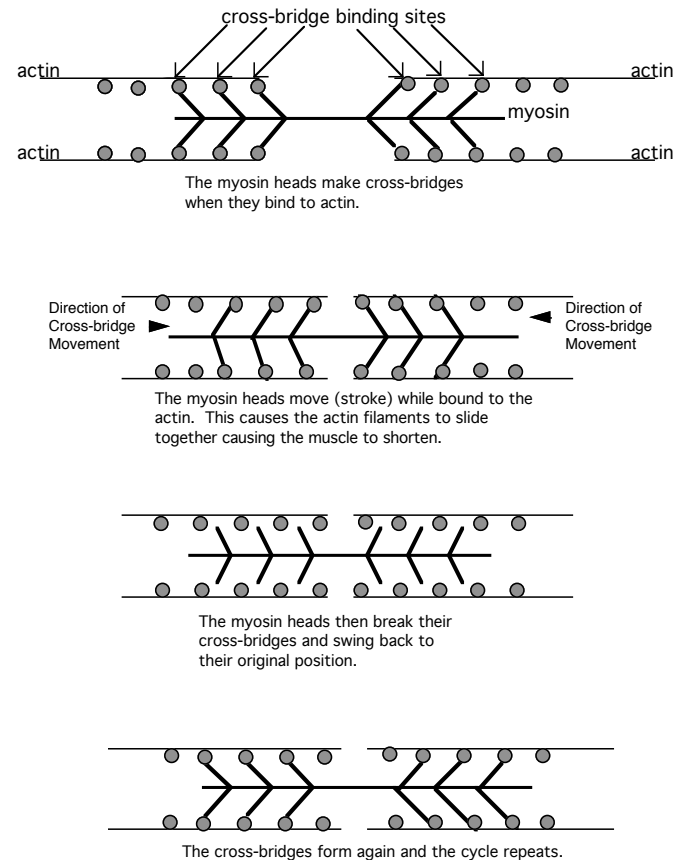 cross-bridge binding sites
actin
actin
myosin
actin
actin
The myosin heads make cross-bridges
when they bind to actin.
Direction of
Cross-bridge
Movement
Direction of
Cross-bridge
Movement
The myosin heads move (stroke) while bound to the
actin.  This causes the actin filaments to slide
together causing the muscle to shorten.
The myosin heads then break their
cross-bridges and swing back to
their original position.
The cross-bridges form again and the cycle repeats.